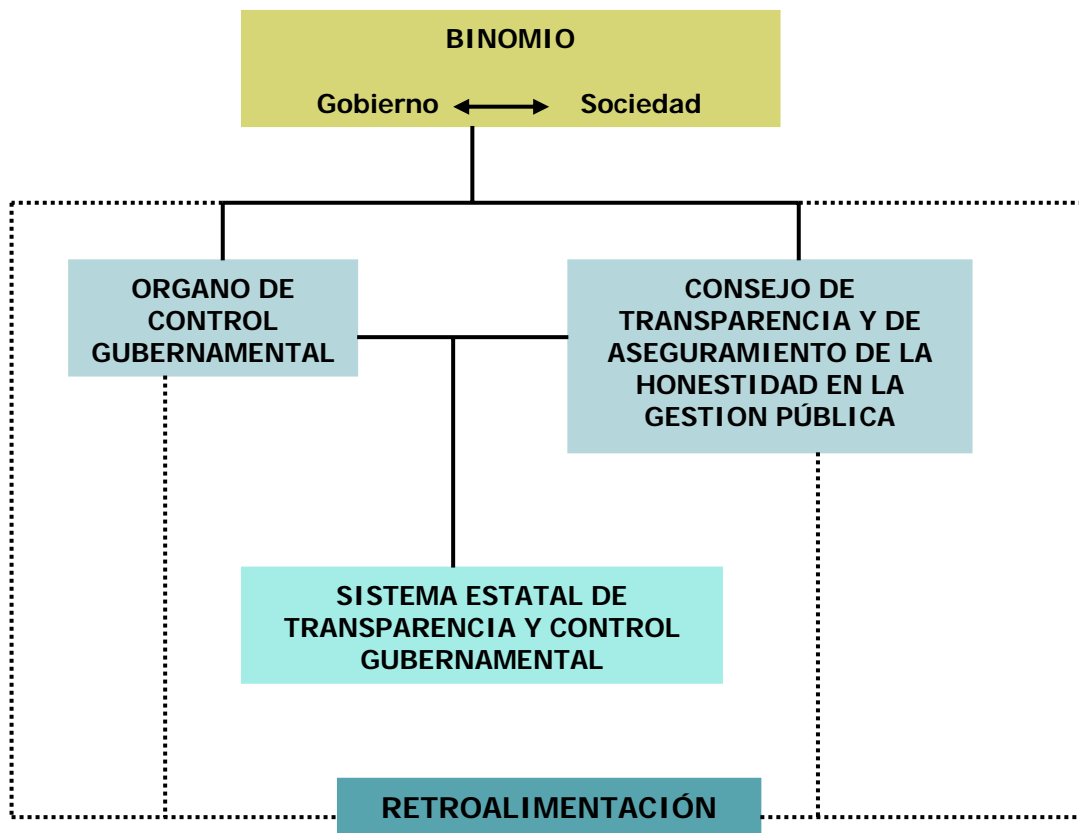 BINOMIO
Gobierno Sociedad
ORGANO DE
CONTROL
GUBERNAMENTAL
CONSEJO DE
TRANSPARENCIA Y DE
ASEGURAMIENTO DE LA
HONESTIDAD EN LA
GESTION PÚBLICA
SISTEMA ESTATAL DE
TRANSPARENCIA Y CONTROL
GUBERNAMENTAL
RETROALIMENTACIÓN